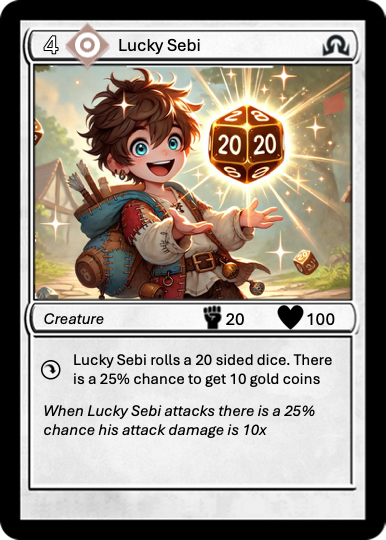 4 Lucky Sebi
20 20
Creature 20 100
Lucky Sebi rolls a 20 sided dice. There
is a 25% chance to get 10 gold coins
When Lucky Sebi attacks there is a 25%
chance his attack damage is 10x